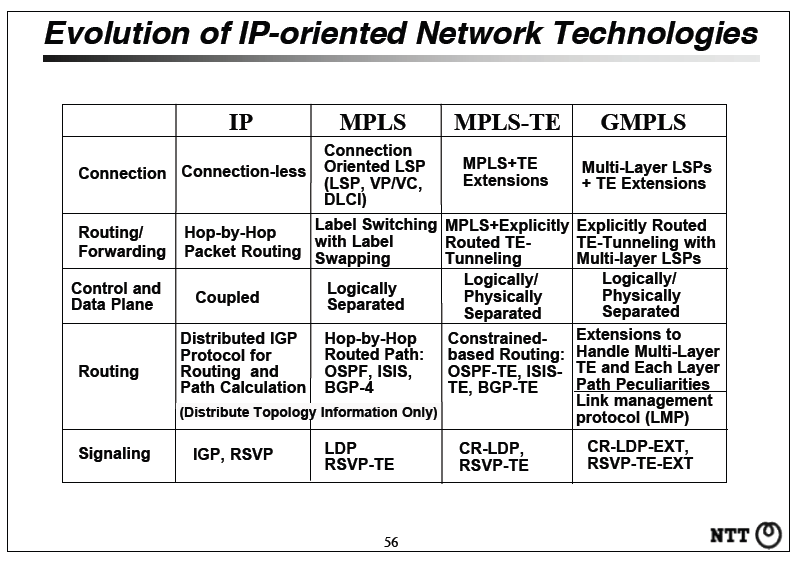 Evolution of IP-oriented Network Technologies
IP
MPLS
MPLS-TE
GMPLS
Connection
Connection-less
Connection
Oriented LSP
(LSP, VP/VC,
DLCI)
MPLS+TE
Extensions
Multi-Layer LSPs
+ TE Extensions
Routing/
Forwarding
Hop-by-Hop
Packet Routing
Label Switching
with Label
Swapping
MPLS+Explicitly
Routed TE-
Tunneling
Explicitly Routed
TE-Tunneling with
Multi-layer LSPs
Control and
Data Plane
Coupled
Logically
Separated
Logically/
Physically
Separated
Logically/
Physically
Separated
Routing
Distributed IGP
Protocol for
Routing and
Path Calculation
Hop-by-Hop
Routed Path:
OSPF, ISIS,
BGP-4
(Distribute Topology Information Only)
Constrained-
based Routing:
OSPF-TE, ISIS-
TE, BGP-TE
Extensions to
Handle Multi-Layer
TE and Each Layer
Path Peculiarities
Link management
protocol (LMP)
Signaling
IGP, RSVP
LDP
RSVP-TE
CR-LDP,
RSVP-TE
CR-LDP-EXT,
RSVP-TE-EXT
56
NTT